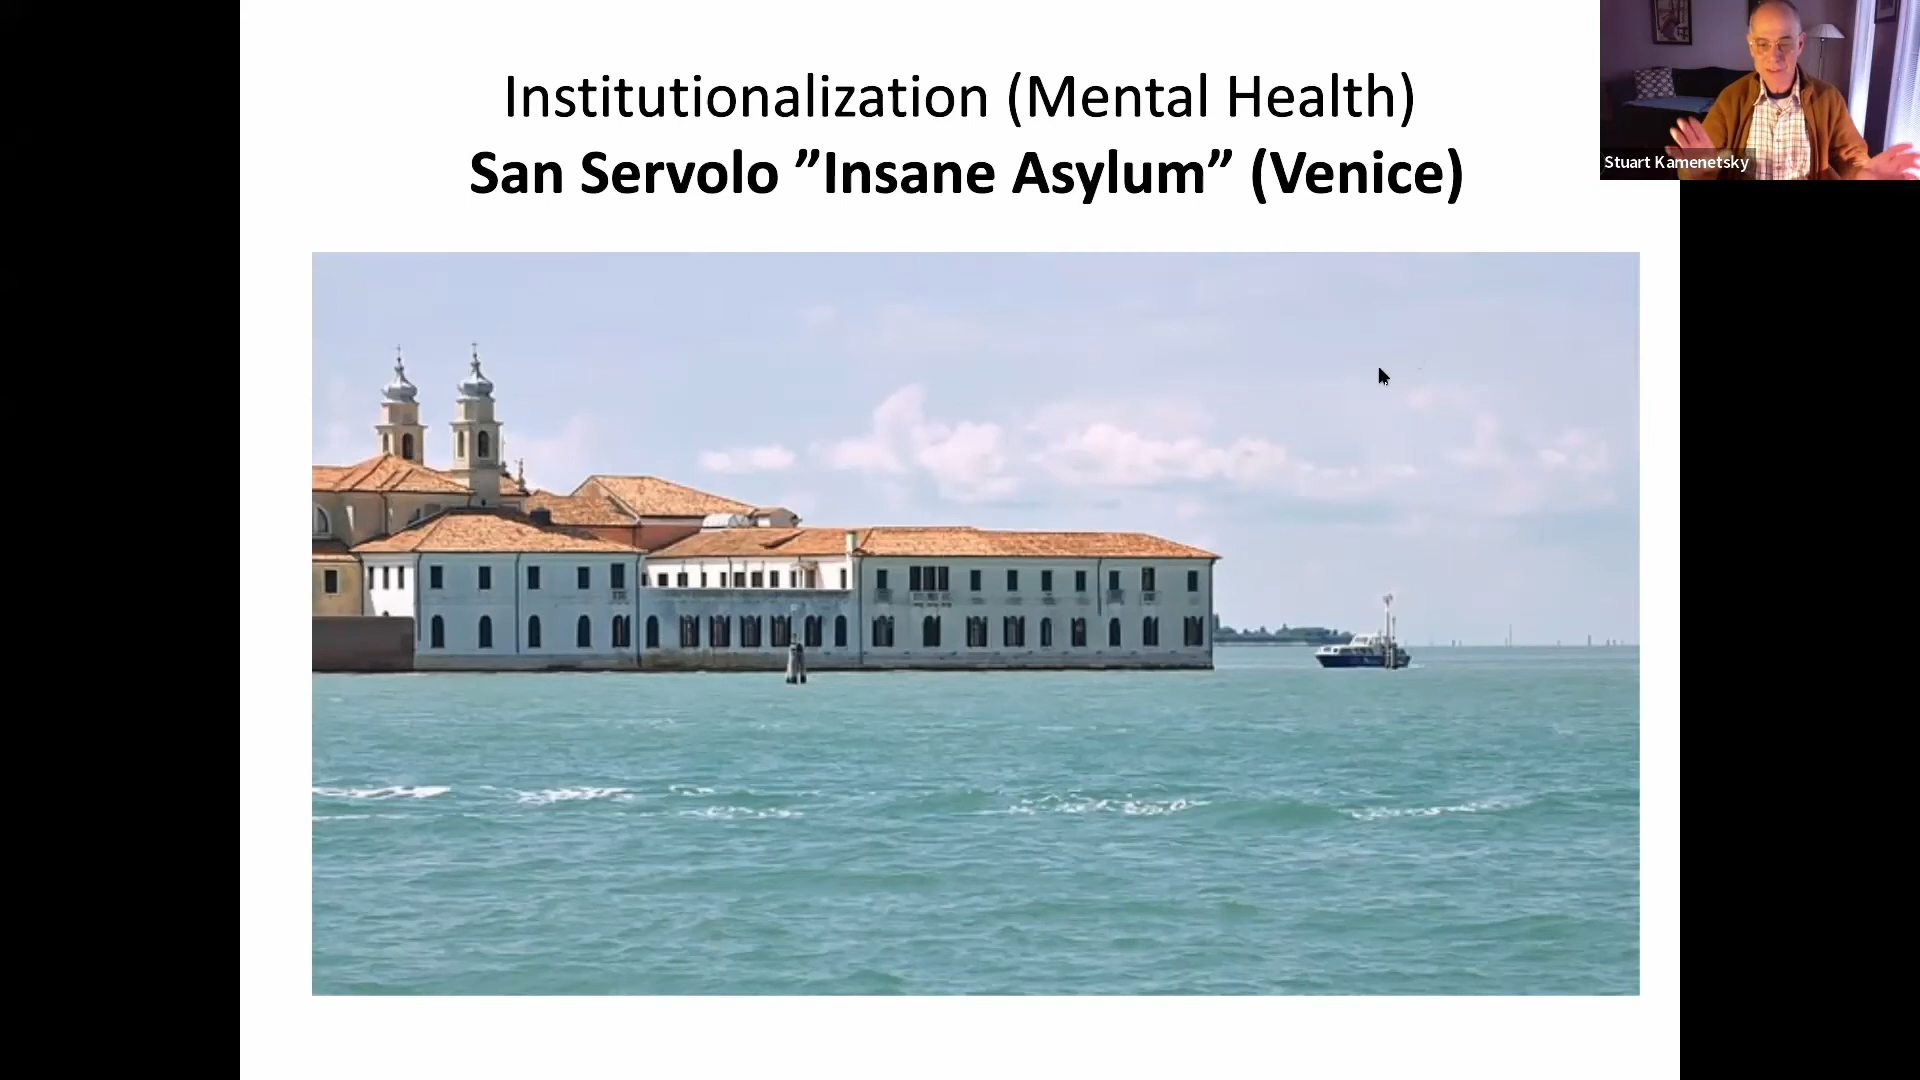 Institutionalization (Mental Health)
San Servolo ”Insane Asylum” (Venice)
Stuart Kamenetsky